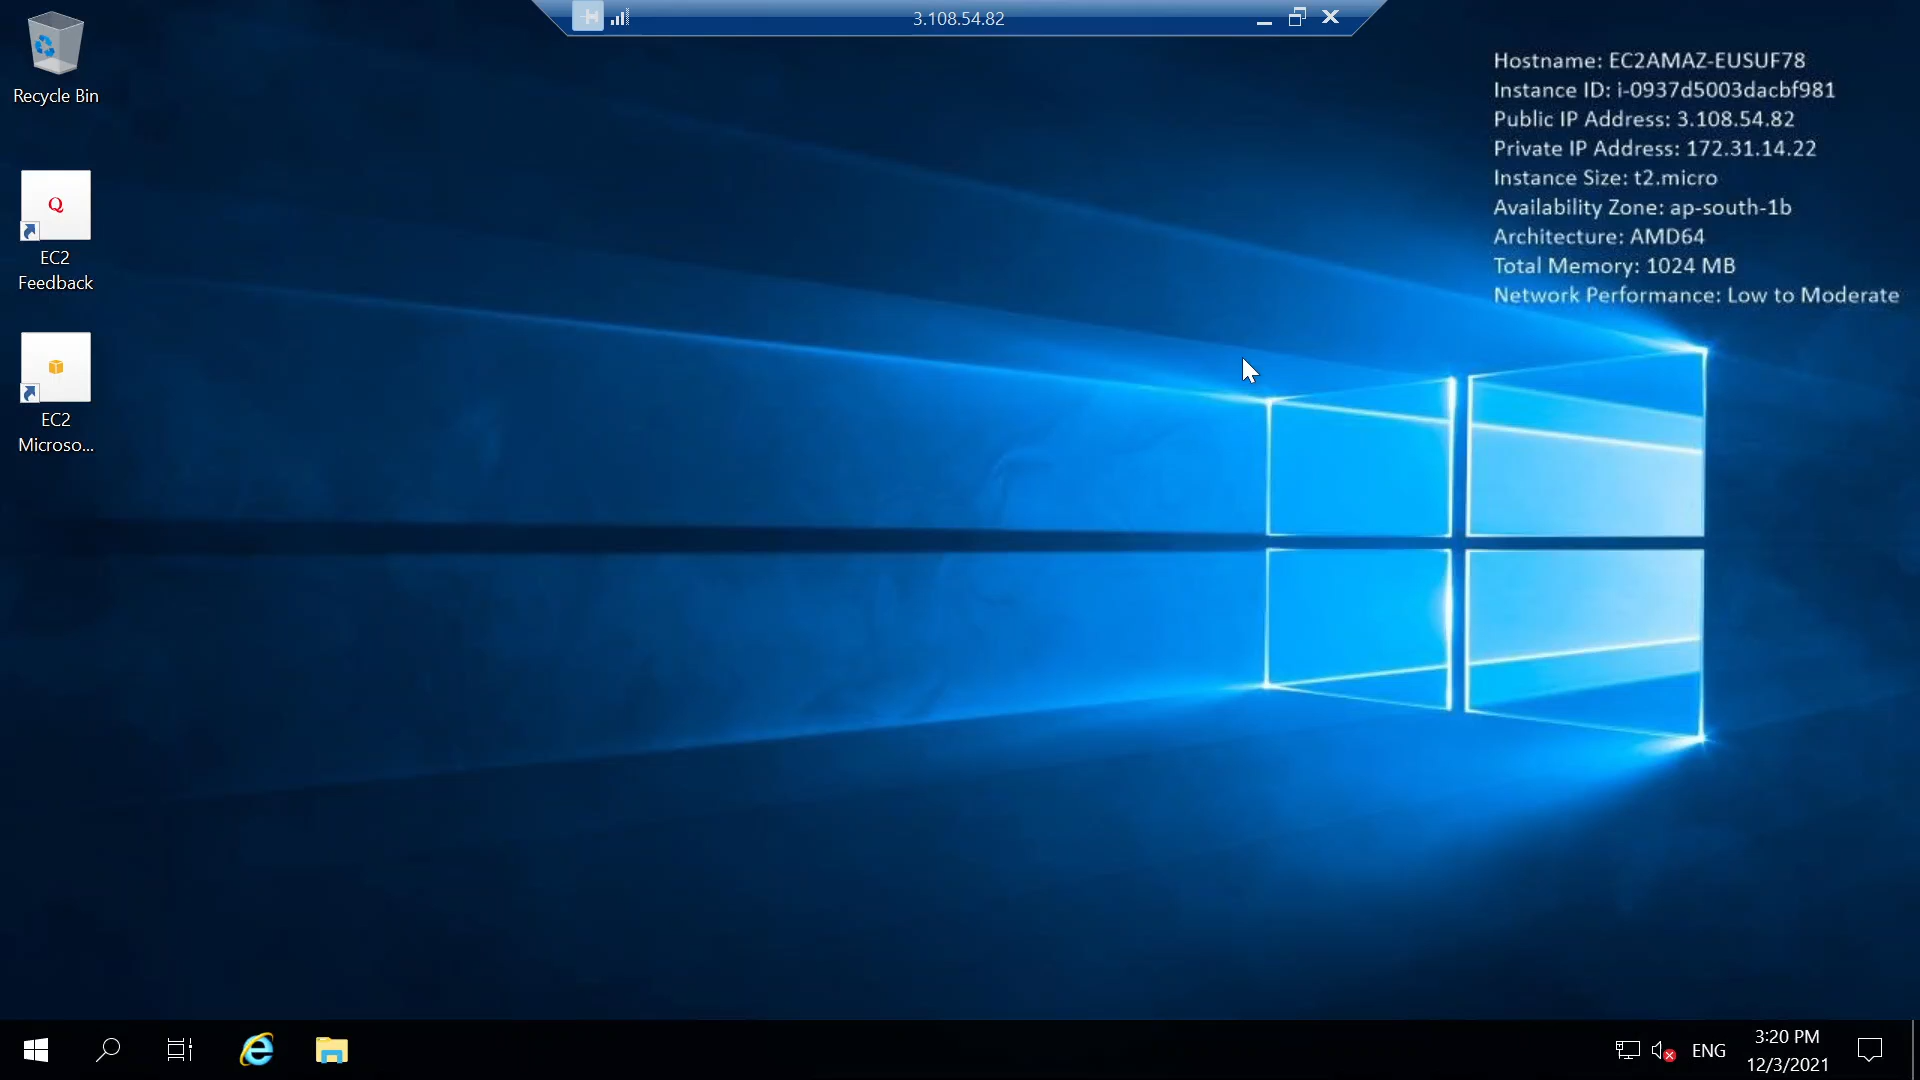 3.108.54.82
Recycle Bin
Q
EC2
Feedback
EC2
Microso...
Hostname: EC2AMAZ-EUSUF78
Instance ID: i-0937d5003dacbf981
Public IP Address: 3.108.54.82
Private IP Address: 172.31.14.22
Instance Size: t2.micro
Availability Zone: ap-south-1b
Architecture: AMD64
Total Memory: 1024 MB
Network Performance: Low to Moderate
ENG
3:20 PM
12/3/2021